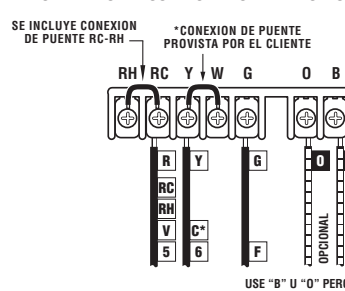 SE INCLUYE CONEXION
DE PUENTE RC-RH
*CONEXION DE PUENTE
PROVISTA POR EL CLIENTE
RH RC Y W G O B
R Y G O
RC
RH
V C*
5 6 F
OPCIONAL
USE “B” U “O” PERO